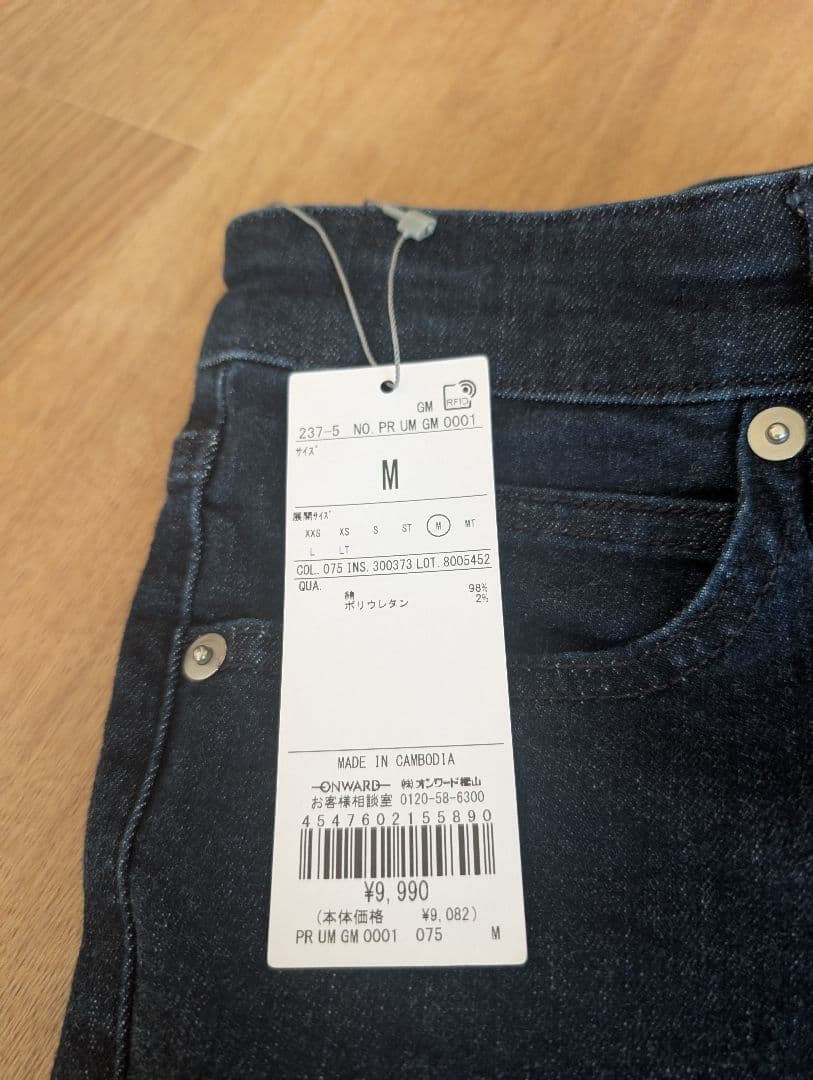 GM RFID
237-5 NO. PR UM GM 0001
サイズ
M
展開サイズ
XXS XS S ST M MT
L LT
COL. 075 INS. 300373 LOT. 8005452
QUA.
綿 98%
ポリウレタン 2%
MADE IN CAMBODIA
ONWARD ㈱オンワード樫山
お客様相談室 0120-58-6300
4547602155890
¥9,990
(本体価格 ¥9,082)
PR UM GM 0001 075 M